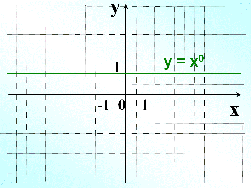 y
y = x⁰
1
-1 0 1
x